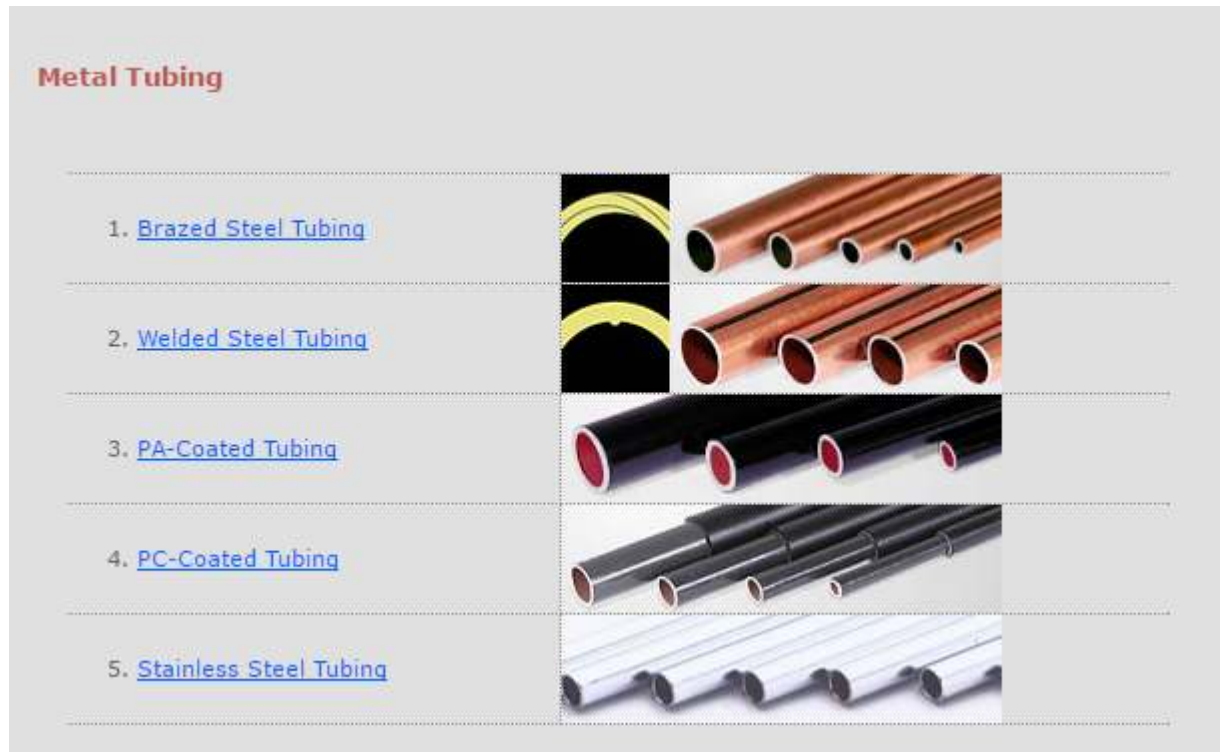 Metal Tubing
1. Brazed Steel Tubing
2. Welded Steel Tubing
3. PA-Coated Tubing
4. PC-Coated Tubing
5. Stainless Steel Tubing